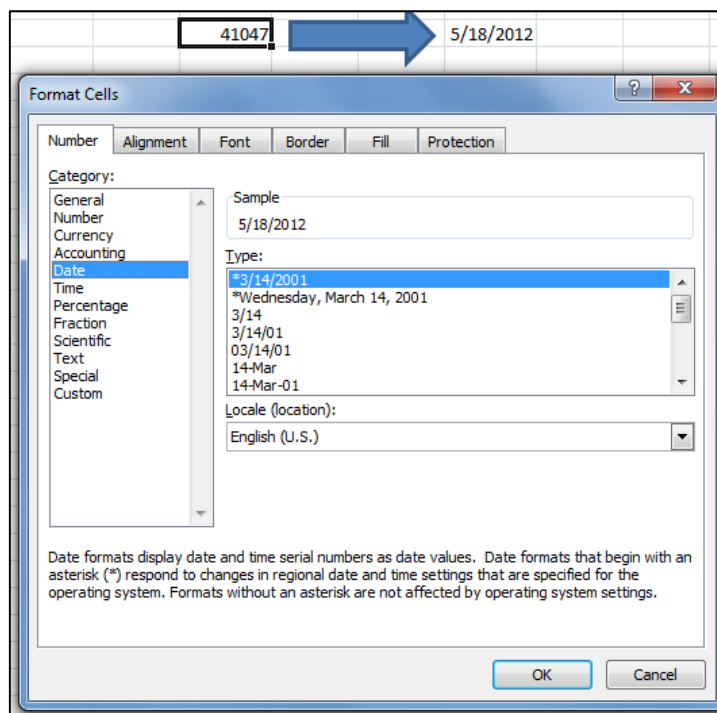 41047 5/18/2012
Format Cells
Number Alignment Font Border Fill Protection
Category:
General
Number
Currency
Accounting
Date
Time
Percentage
Fraction
Scientific
Text
Special
Custom
Sample
5/18/2012
Type:
*3/14/2001
*Wednesday, March 14, 2001
3/14
3/14/01
03/14/01
14-Mar
14-Mar-01
Locale (location):
English (U.S.)
Date formats display date and time serial numbers as date values. Date formats that begin with an
asterisk (*) respond to changes in regional date and time settings that are specified for the
operating system. Formats without an asterisk are not affected by operating system settings.
OK Cancel